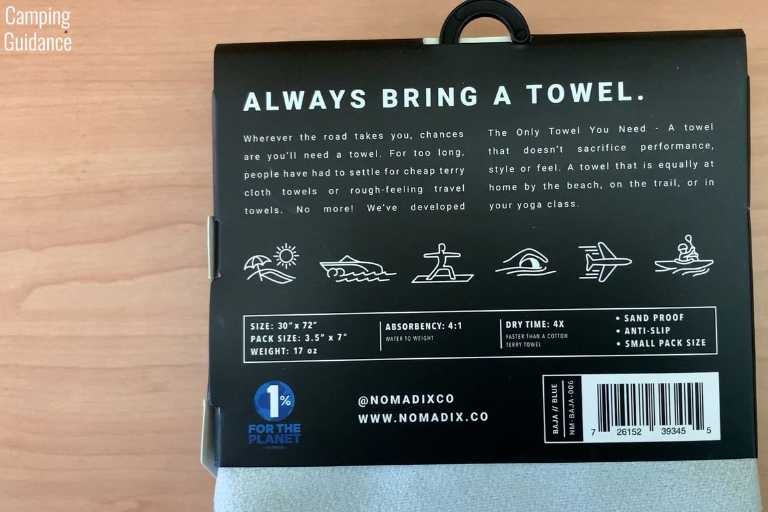 Camping
Guidance
ALWAYS BRING A TOWEL.
Wherever the road takes you, chances
are you'll need a towel. For too long,
people have had to settle for cheap terry
cloth towels or rough-feeling travel
towels. No more! We've developed
The Only Towel You Need - A towel
that doesn't sacrifice performance,
style or feel. A towel that is equally at
home by the beach, on the trail, or in
your yoga class.
SIZE: 30" x 72"
PACK SIZE: 3.5" x 7"
WEIGHT: 17 oz
ABSORBENCY: 4:1
WATER TO WEIGHT
DRY TIME: 4X
FASTER THAN A COTTON
TERRY TOWEL
• SAND PROOF
• ANTI-SLIP
• SMALL PACK SIZE
1%
FOR THE
PLANET
@NOMADIXCO
WWW.NOMADIX.CO
BAJA // BLUE
NM-BAJA-006
7 26152 39345 5